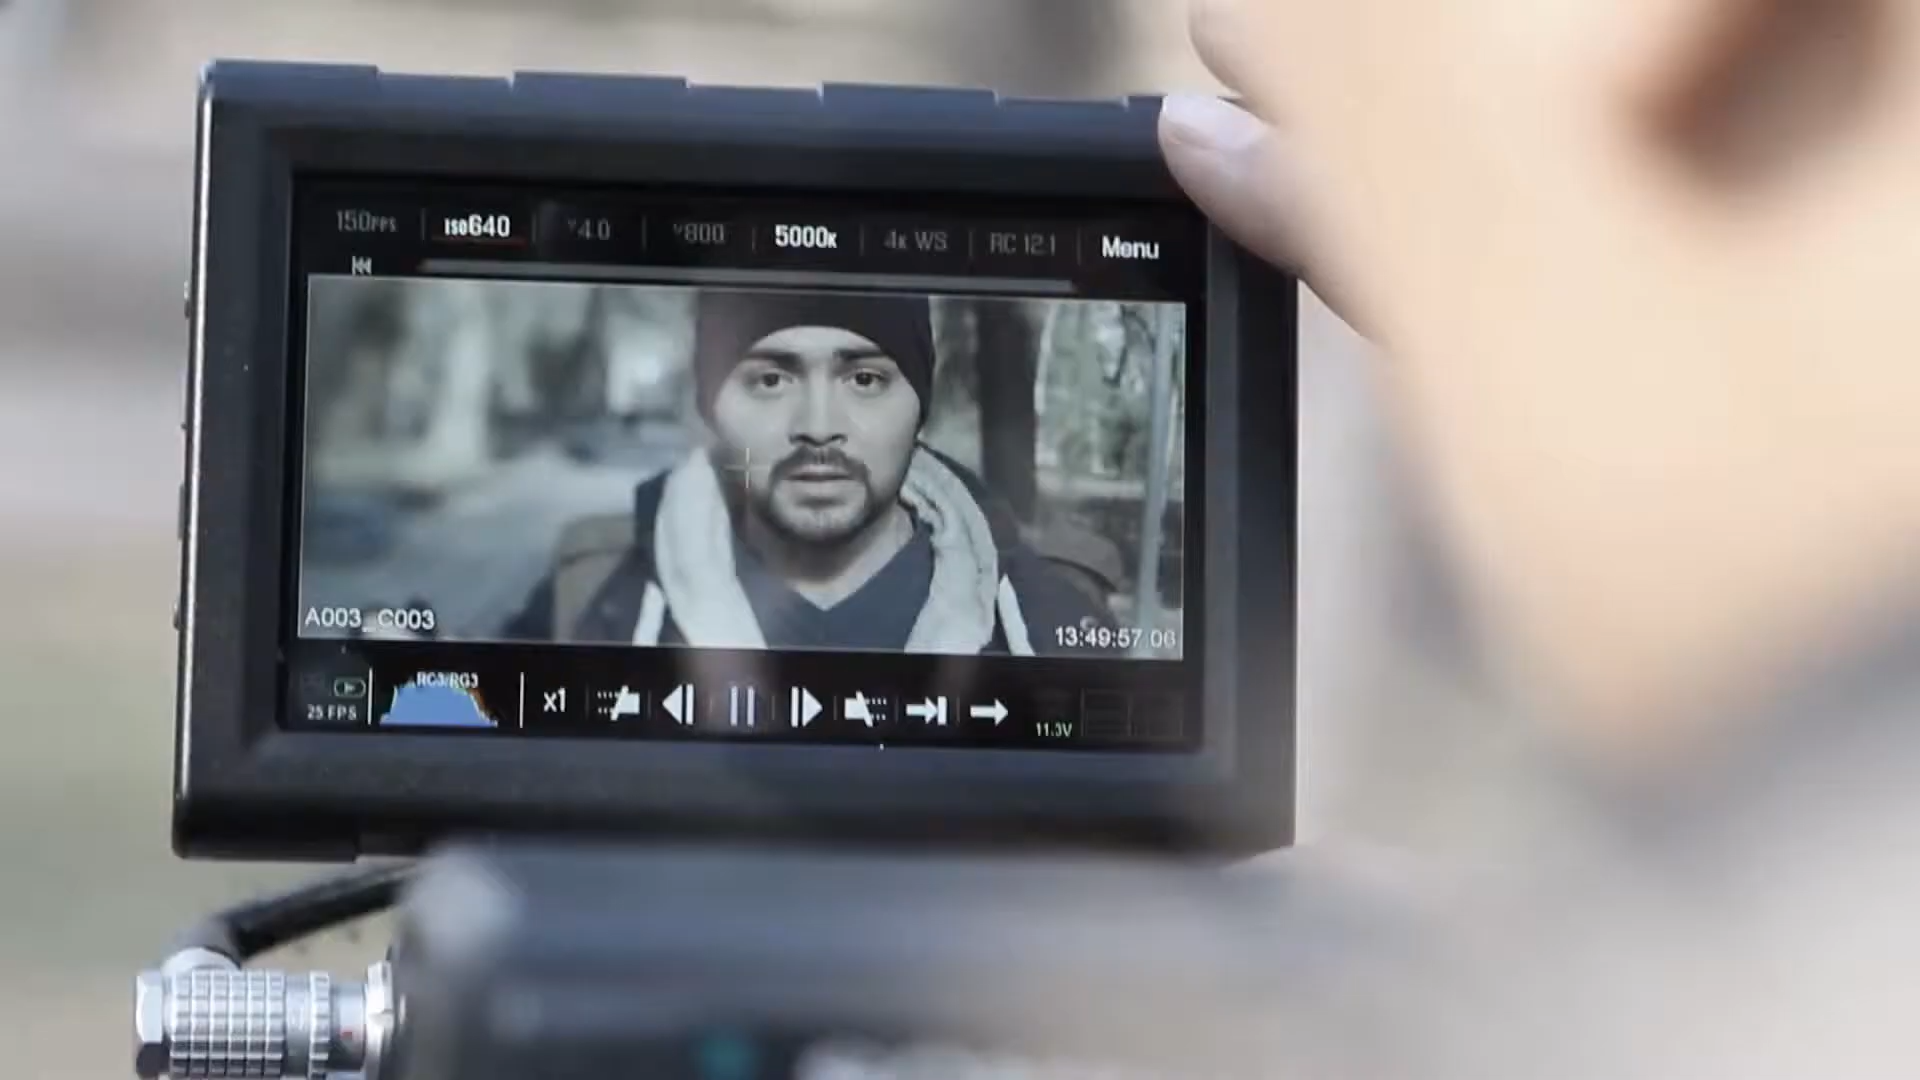 150FPS ISO640 4.0 800 5000K 4K WS RC 12:1 Menu
A003_C003
13:49:57:06
RC3/RG3
25 FPS x1
11.3V